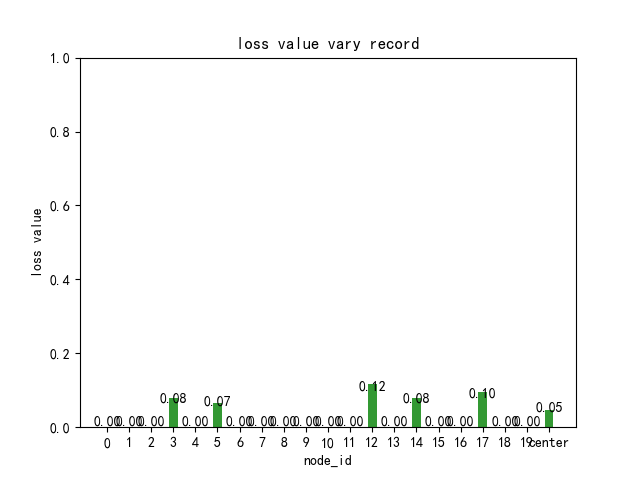 loss value vary record
1.0
0.8
0.6
0.4
0.2
0.0
loss value
0.00 0.00 0.00 0.08 0.00 0.07 0.00 0.00 0.00 0.00 0.00 0.00 0.12 0.00 0.08 0.00 0.00 0.10 0.00 0.00 0.05
0 1 2 3 4 5 6 7 8 9 10 11 12 13 14 15 16 17 18 19 center
node_id